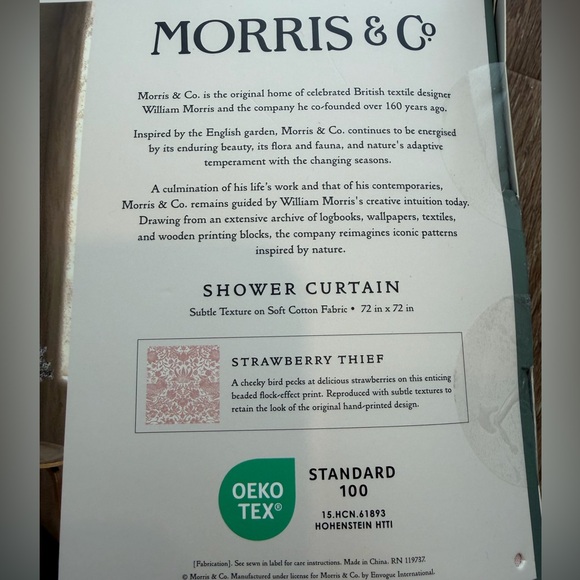 MORRIS & Co
Morris & Co. is the original home of celebrated British textile designer
William Morris and the company he co-founded over 160 years ago.
Inspired by the English garden, Morris & Co. continues to be energised
by its enduring beauty, its flora and fauna, and nature's adaptive
temperament with the changing seasons.
A culmination of his life's work and that of his contemporaries,
Morris & Co. remains guided by William Morris's creative intuition today.
Drawing from an extensive archive of logbooks, wallpapers, textiles,
and wooden printing blocks, the company reimagines iconic patterns
inspired by nature.
SHOWER CURTAIN
Subtle Texture on Soft Cotton Fabric • 72 in x 72 in
STRAWBERRY THIEF
A cheeky bird pecks at delicious strawberries on this enticing
beaded flock-effect print. Reproduced with subtle textures to
retain the look of the original hand-printed design.
OEKO
TEX®
STANDARD
100
15.HCN.61893
HOHENSTEIN HTTI
[Fabrication]. See sewn in label for care instructions. Made in China. RN 119737.
© Morris & Co. Manufactured under license for Morris & Co. by Envogue International.